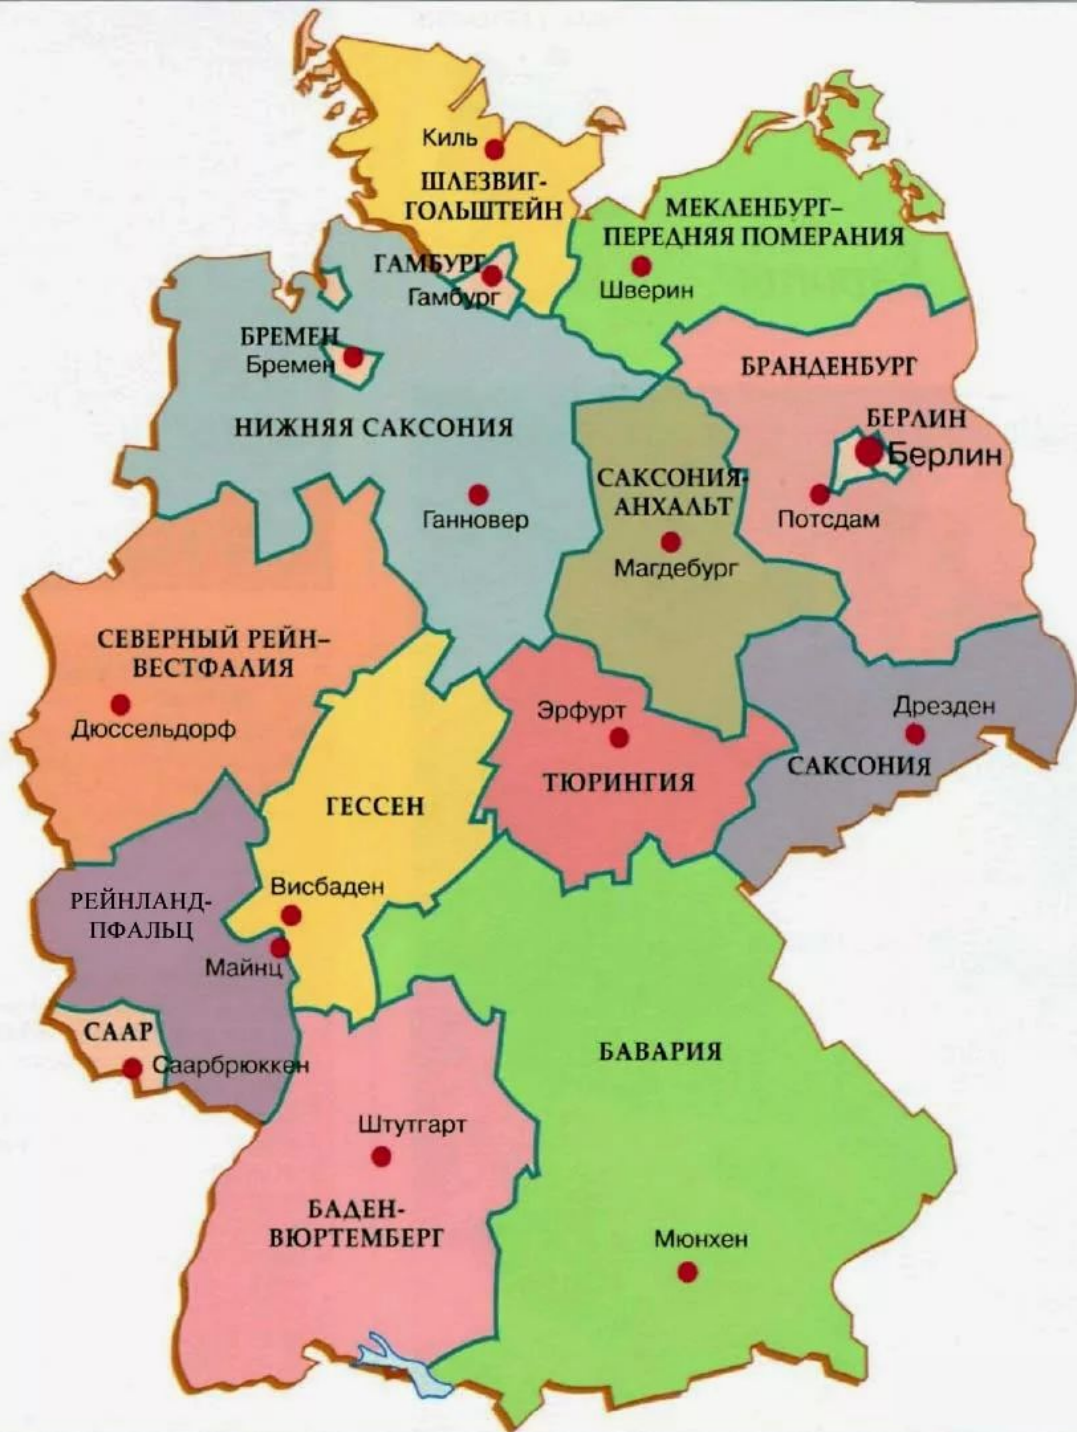 Киль
ШЛЕЗВИГ-
ГОЛЬШТЕЙН
МЕКЛЕНБУРГ-
ПЕРЕДНЯЯ ПОМЕРАНИЯ
Шверин
ГАМБУРГ
Гамбург
БРЕМЕН
Бремен
БРАНДЕНБУРГ
БЕРЛИН
Берлин
Потсдам
НИЖНЯЯ САКСОНИЯ
Ганновер
САКСОНИЯ-
АНХАЛЬТ
Магдебург
СЕВЕРНЫЙ РЕЙН-
ВЕСТФАЛИЯ
Дюссельдорф
Эрфурт
ТЮРИНГИЯ
Дрезден
САКСОНИЯ
ГЕССЕН
Висбаден
РЕЙНЛАНД-
ПФАЛЬЦ
Майнц
СААР
Саарбрюккен
БАВАРИЯ
Штутгарт
БАДЕН-
ВЮРТЕМБЕРГ
Мюнхен